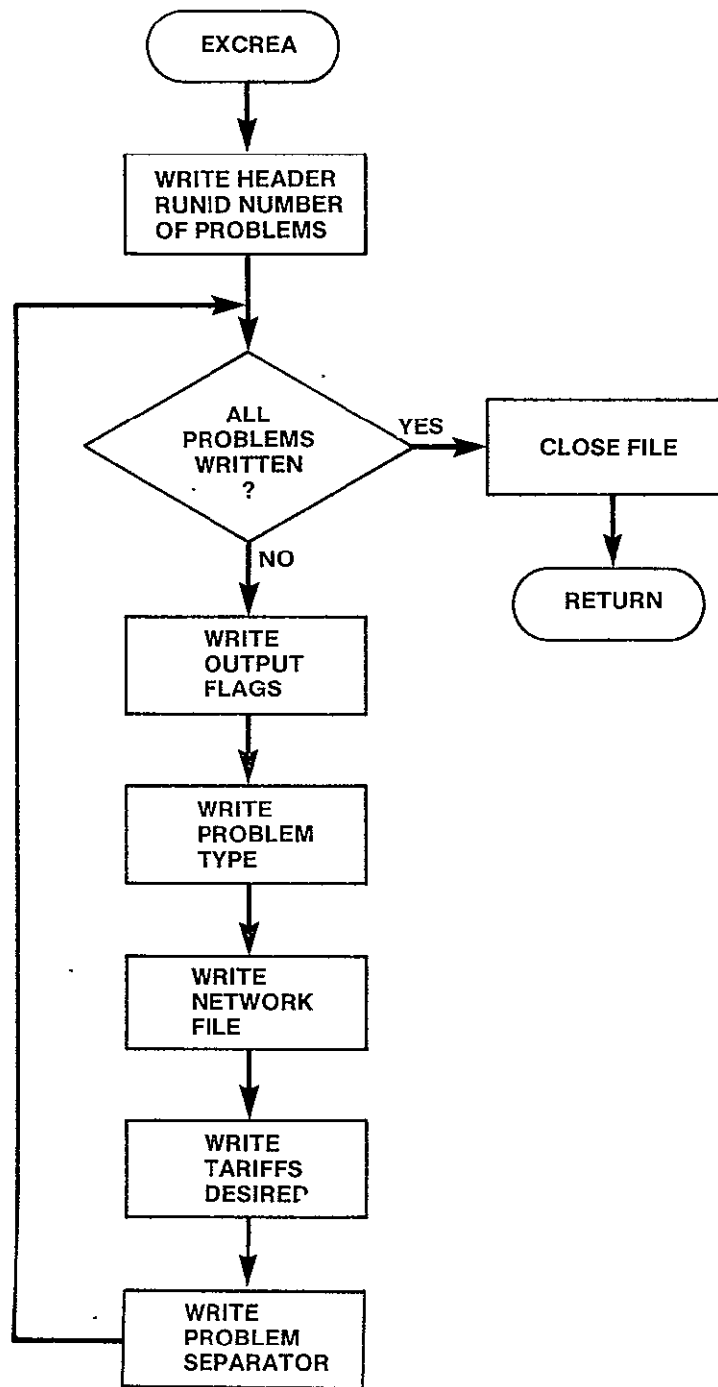 EXCREA
WRITE HEADER
RUNID NUMBER
OF PROBLEMS
ALL
PROBLEMS
WRITTEN
?
YES
CLOSE FILE
RETURN
NO
WRITE
OUTPUT
FLAGS
WRITE
PROBLEM
TYPE
WRITE
NETWORK
FILE
WRITE
TARIFFS
DESIRED
WRITE
PROBLEM
SEPARATOR